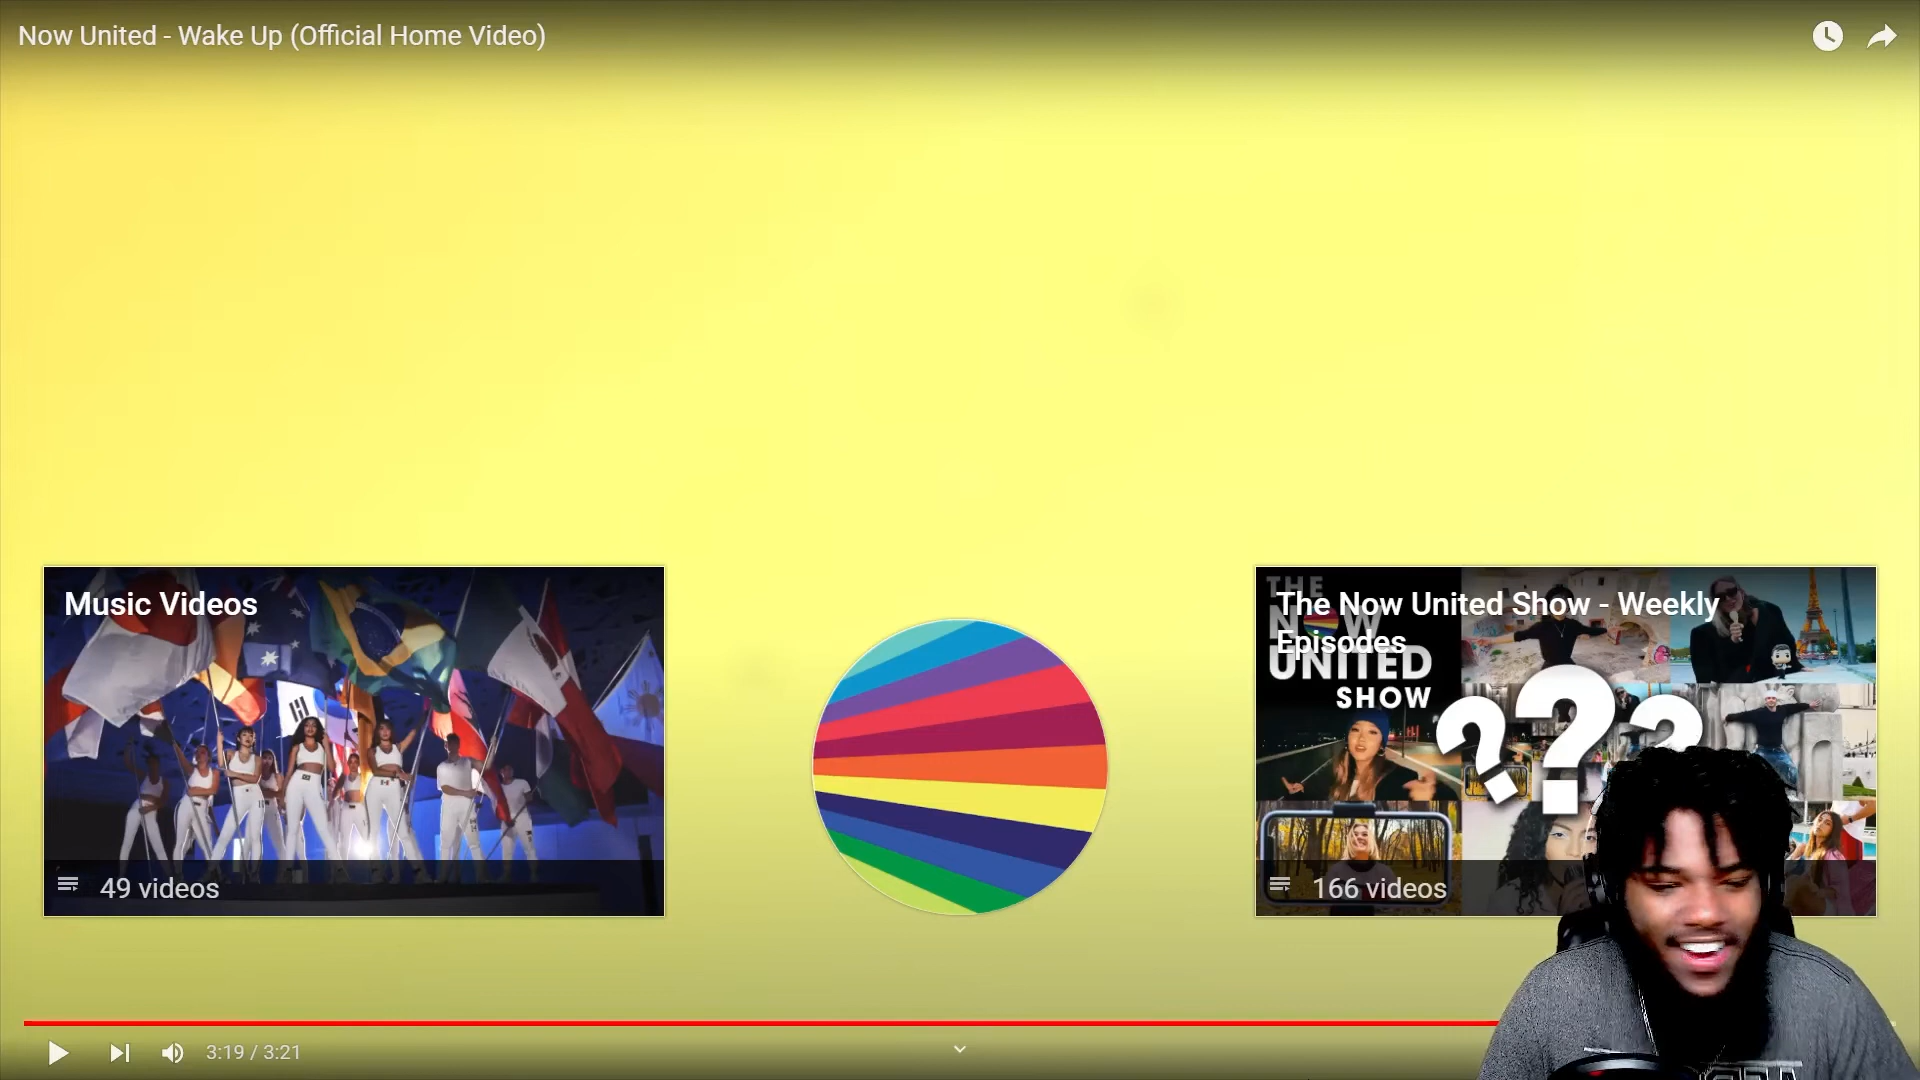 Now United - Wake Up (Official Home Video)
Music Videos
49 videos
The Now United Show - Weekly
Episodes
THE
NOW
UNITED
SHOW
???
166 videos
3:19 / 3:21